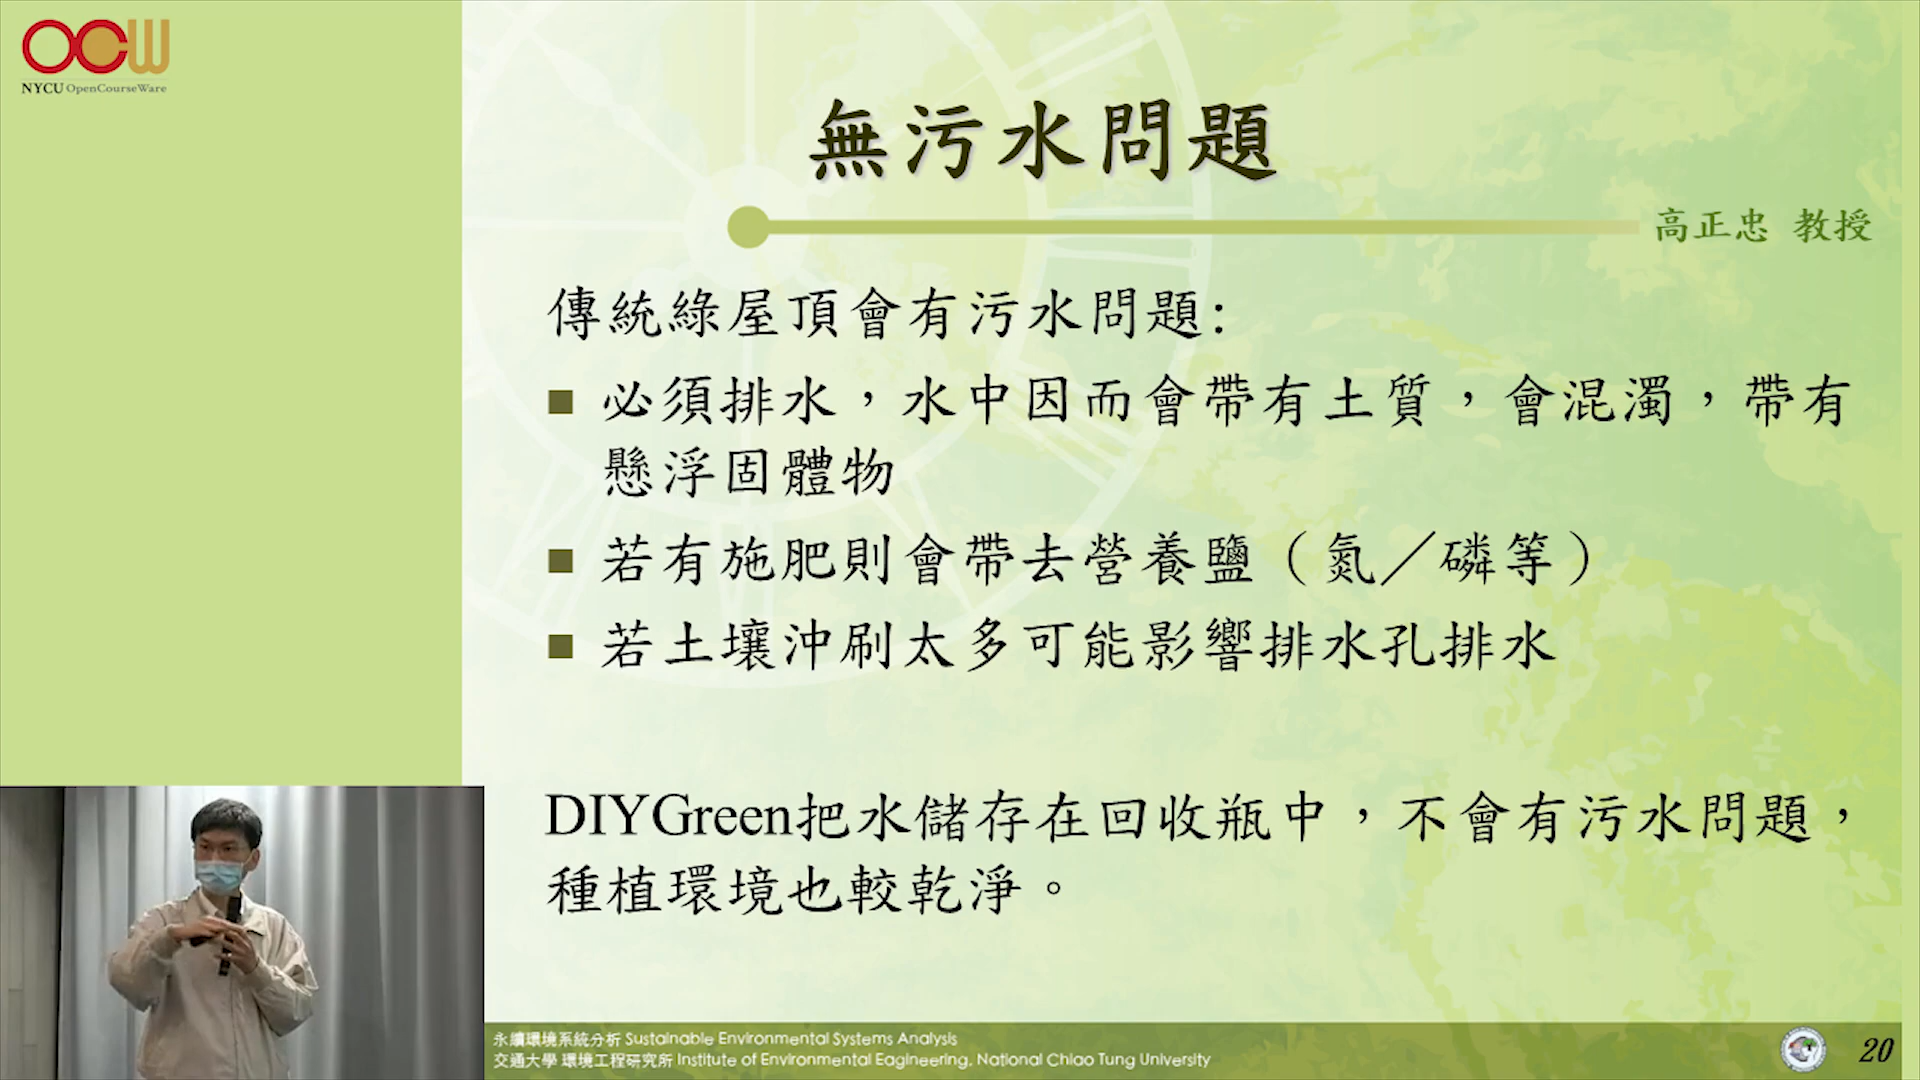 OCW
NYCU OpenCourseWare
無污水問題
高正忠 教授
傳統綠屋頂會有污水問題:
■ 必須排水，水中因而會帶有土質，會混濁，帶有
懸浮固體物
■ 若有施肥則會帶去營養鹽（氮／磷等）
■ 若土壤沖刷太多可能影響排水孔排水
DIYGreen把水儲存在回收瓶中，不會有污水問題，
種植環境也較乾淨。
永續環境系統分析 Sustainable Environmental Systems Analysis
交通大學 環境工程研究所 Institute of Environmental Eagineering, National Chiao Tung University
20